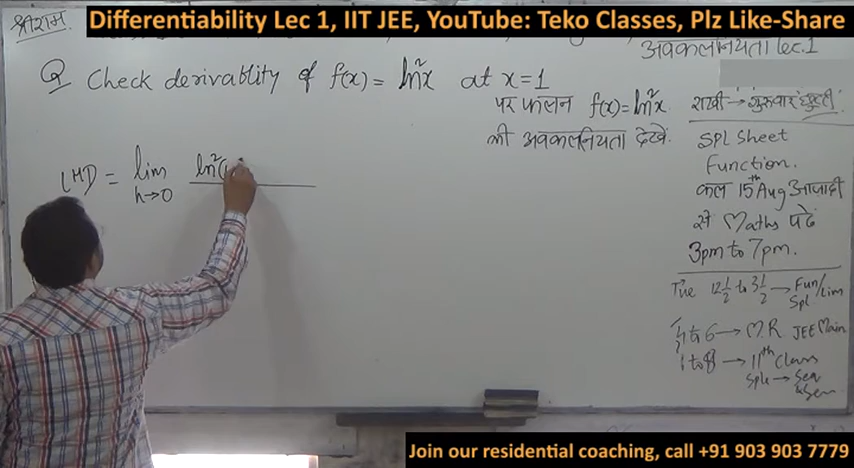 Differentiability Lec 1, IIT JEE, YouTube: Teko Classes, Plz Like-Share
श्रीराम
अवकलनीयता Lec. 1
Q Check derivablity of f(x) = ln²x at x=1
पर फलन f(x)=ln²x
की अवकलनियता देखें.
LHD = lim h→0 ln²(
राखी → गुरुवार छुट्टी
SPL Sheet
Function.
कल 15th Aug आजादी
से Maths पढें
3pm to 7pm.
12½ to 3½ → Fun/Lim
Spl
to 6 → M.R. JEE Main
1 to 8 → 11th Class
Join our residential coaching, call +91 903 903 7779